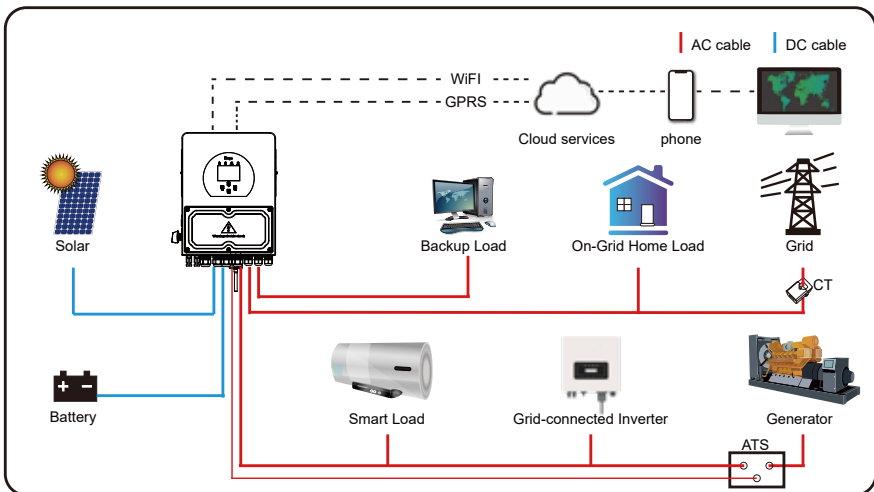 AC cable
DC cable
WiFI
GPRS
Cloud services
phone
Solar
Backup Load
On-Grid Home Load
Grid
CT
Battery
Smart Load
Grid-connected Inverter
Generator
ATS